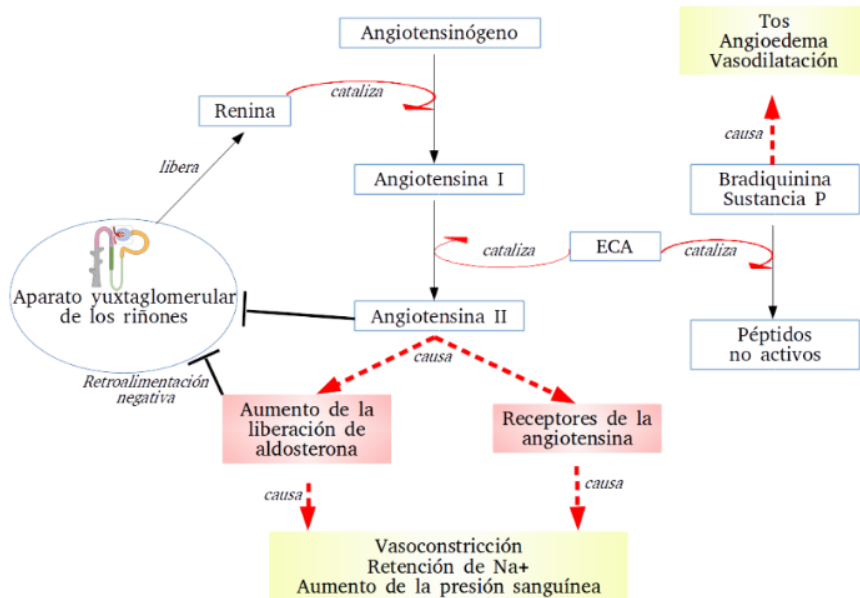 Angiotensinógeno
Tos
Angioedema
Vasodilatación
cataliza
Renina
libera
causa
Angiotensina I
Bradiquinina
Sustancia P
cataliza
ECA
cataliza
Aparato yuxtaglomerular
de los riñones
Angiotensina II
Péptidos
no activos
causa
Retroalimentación
negativa
Aumento de la
liberación de
aldosterona
Receptores de la
angiotensina
causa
causa
Vasoconstricción
Retención de Na+
Aumento de la presión sanguínea